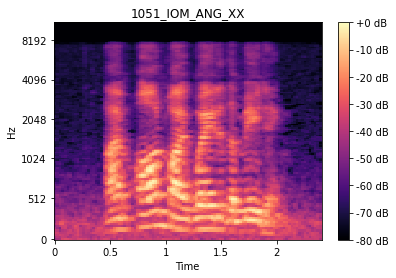 1051_IOM_ANG_XX
+0 dB
8192
-10 dB
4096
-20 dB
-30 dB
2048
Hz
-40 dB
1024
-50 dB
512
-60 dB
-70 dB
0
-80 dB
0 0.5 1 1.5 2
Time